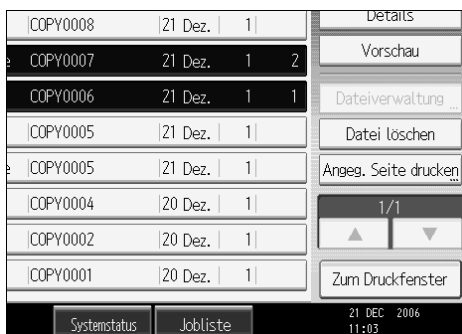 Details
COPY0008 21 Dez. 1
Vorschau
COPY0007 21 Dez. 1 2
COPY0006 21 Dez. 1 1
Dateiverwaltung
COPY0005 21 Dez. 1
Datei löschen
COPY0005 21 Dez. 1
Angeg. Seite drucken
COPY0004 20 Dez. 1
1/1
COPY0002 20 Dez. 1
COPY0001 20 Dez. 1
Zum Druckfenster
Systemstatus Jobliste
21 DEC 2006
11:03